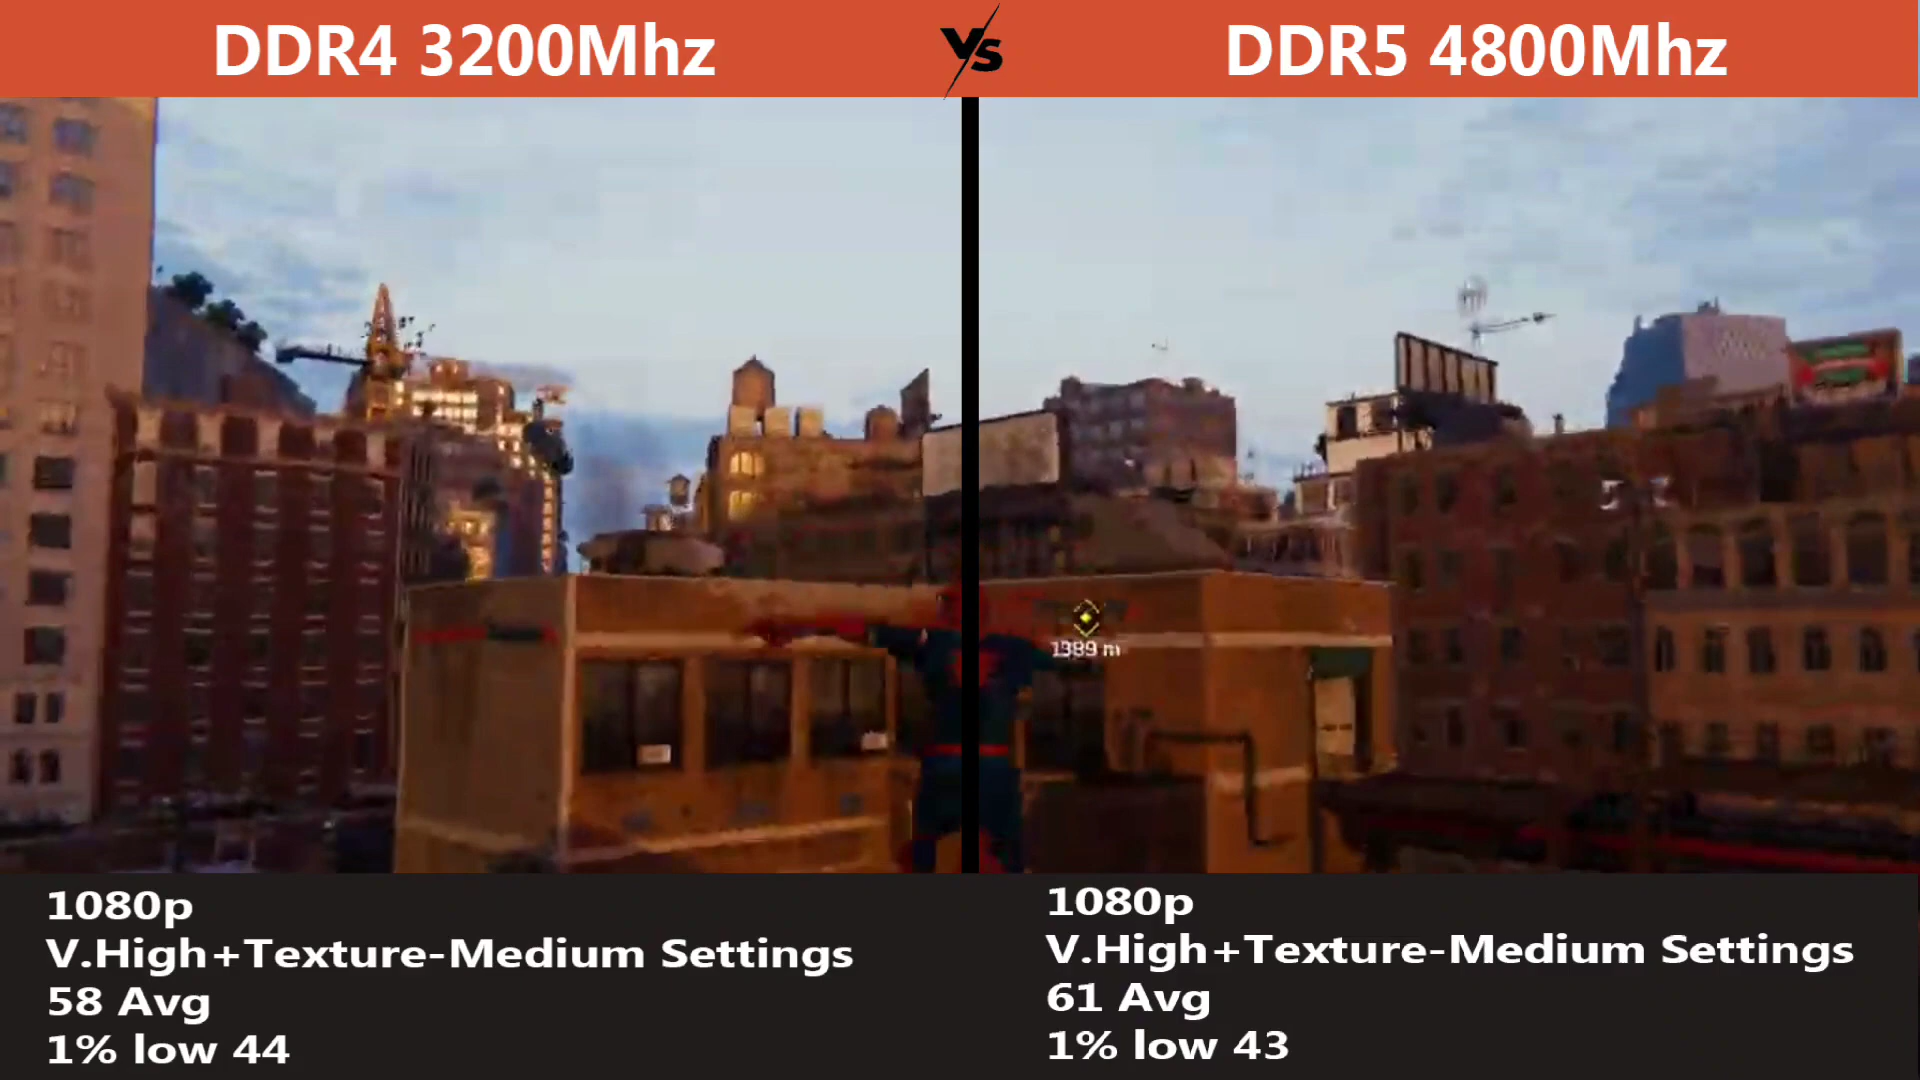 DDR4 3200Mhz
VS
DDR5 4800Mhz
1389 m
1080p
V.High+Texture-Medium Settings
58 Avg
1% low 44
1080p
V.High+Texture-Medium Settings
61 Avg
1% low 43